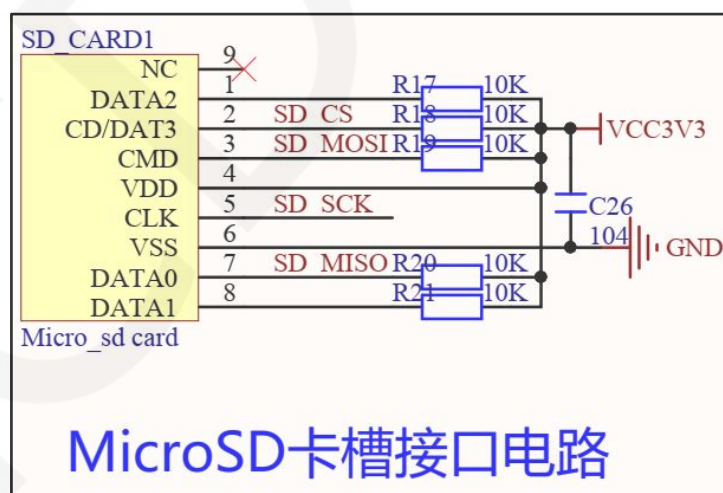 SD_CARD1
NC 9
DATA2 1 R17 10K
CD/DAT3 2 SD_CS R18 10K VCC3V3
CMD 3 SD_MOSI R19 10K
VDD 4
CLK 5 SD_SCK
C26
VSS 6 104 GND
DATA0 7 SD_MISO R20 10K
DATA1 8 R21 10K
Micro_sd card
MicroSD卡槽接口电路